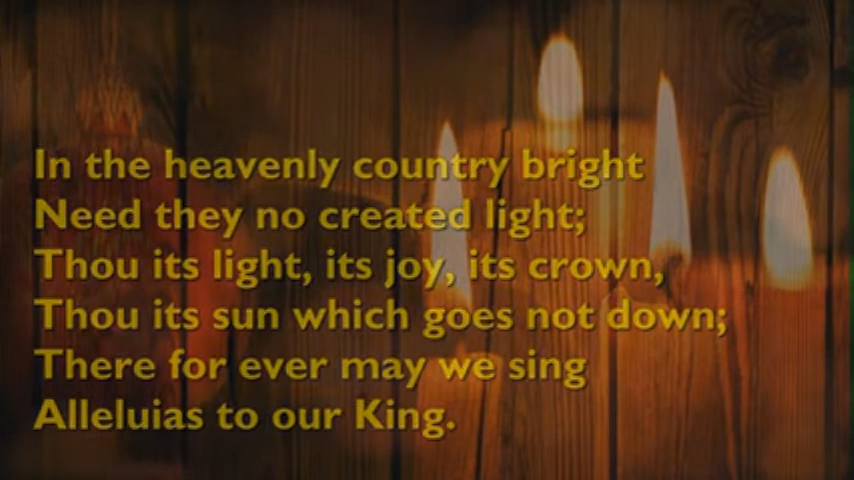 In the heavenly country bright
Need they no created light;
Thou its light, its joy, its crown,
Thou its sun which goes not down;
There for ever may we sing
Alleluias to our King.